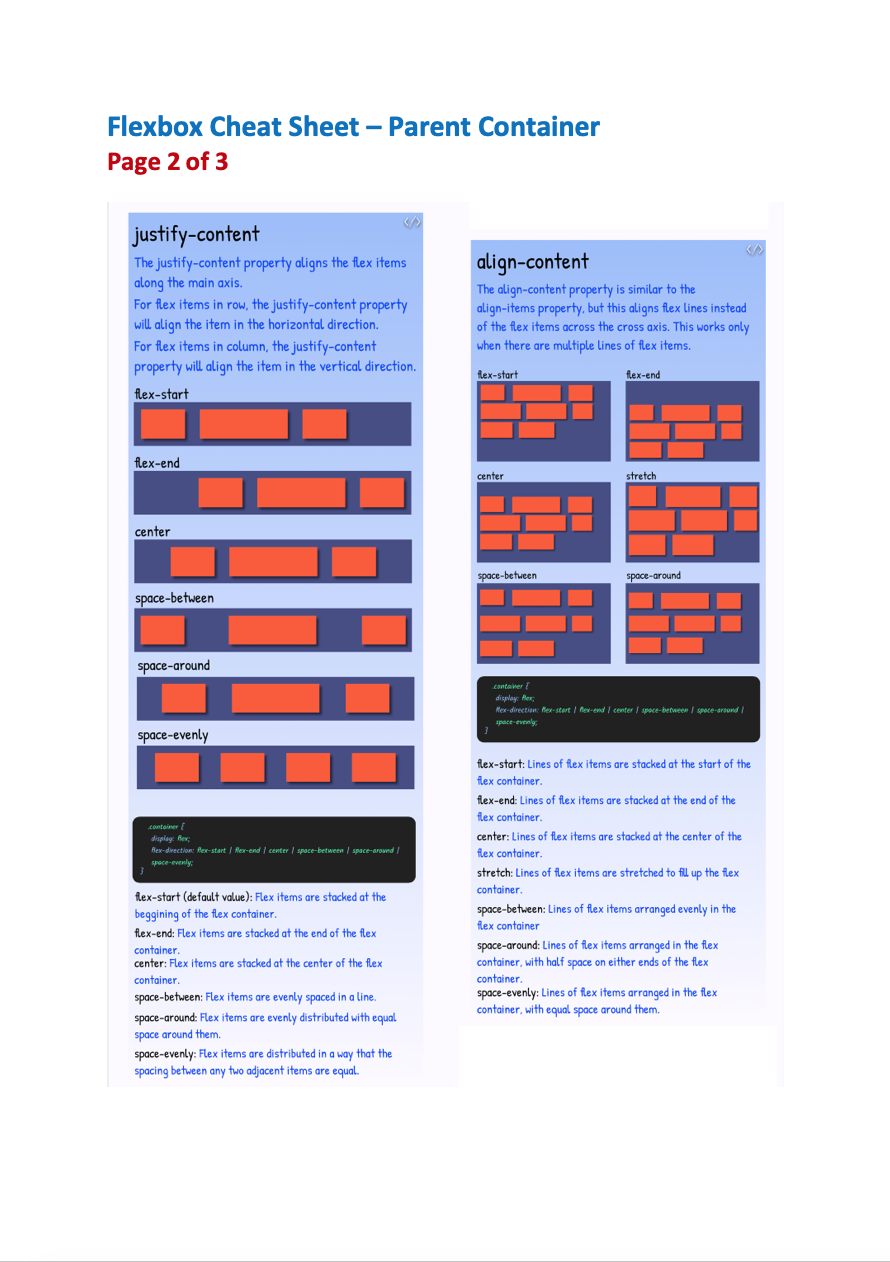 Flexbox Cheat Sheet – Parent Container
Page 2 of 3
</>
justify-content
The justify-content property aligns the flex items
along the main axis.
For flex items in row, the justify-content property
will align the item in the horizontal direction.
For flex items in column, the justify-content
property will align the item in the vertical direction.
flex-start
flex-end
center
space-between
space-around
space-evenly
.container {
display: flex;
flex-direction: flex-start | flex-end | center | space-between | space-around |
space-evenly;
}
flex-start (default value): Flex items are stacked at the
beggining of the flex container.
flex-end: Flex items are stacked at the end of the flex
container.
center: Flex items are stacked at the center of the flex
container.
space-between: Flex items are evenly spaced in a line.
space-around: Flex items are evenly distributed with equal
space around them.
space-evenly: Flex items are distributed in a way that the
spacing between any two adjacent items are equal.
</>
align-content
The align-content property is similar to the
align-items property, but this aligns flex lines instead
of the flex items across the cross axis. This works only
when there are multiple lines of flex items.
flex-start
flex-end
center
stretch
space-between
space-around
.container {
display: flex;
flex-direction: flex-start | flex-end | center | space-between | space-around |
space-evenly;
}
flex-start: Lines of flex items are stacked at the start of the
flex container.
flex-end: Lines of flex items are stacked at the end of the
flex container.
center: Lines of flex items are stacked at the center of the
flex container.
stretch: Lines of flex items are stretched to fill up the flex
container.
space-between: Lines of flex items arranged evenly in the
flex container
space-around: Lines of flex items arranged in the flex
container, with half space on either ends of the flex
container.
space-evenly: Lines of flex items arranged in the flex
container, with equal space around them.